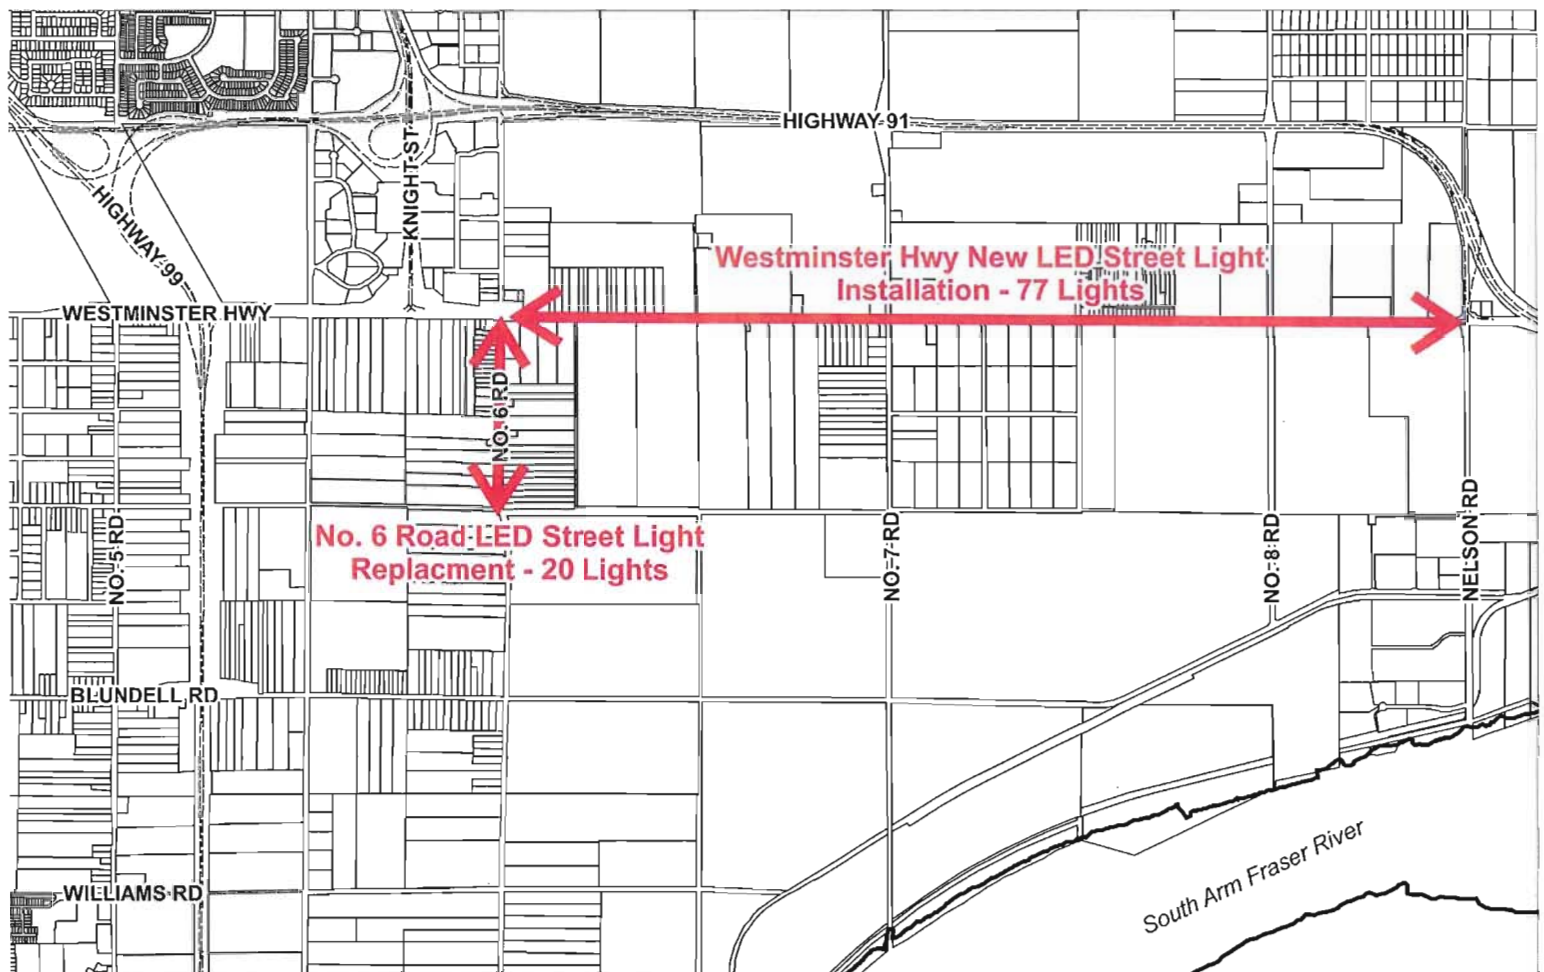 HIGHWAY 91
KNIGHT ST
HIGHWAY 99
Westminster Hwy New LED Street Light
Installation - 77 Lights
WESTMINSTER HWY
NO. 6 RD
No. 6 Road LED Street Light
Replacment - 20 Lights
NO. 5 RD
NO. 7 RD
NO. 8 RD
NELSON RD
BLUNDELL RD
WILLIAMS RD
South Arm Fraser River